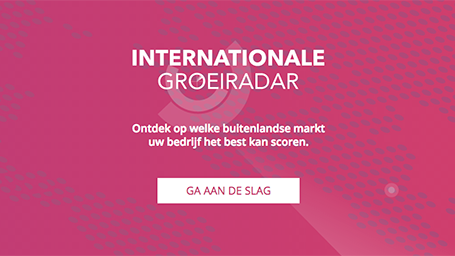 INTERNATIONALE
GROEIRADAR
Ontdek op welke buitenlandse markt
uw bedrijf het best kan scoren.
GA AAN DE SLAG